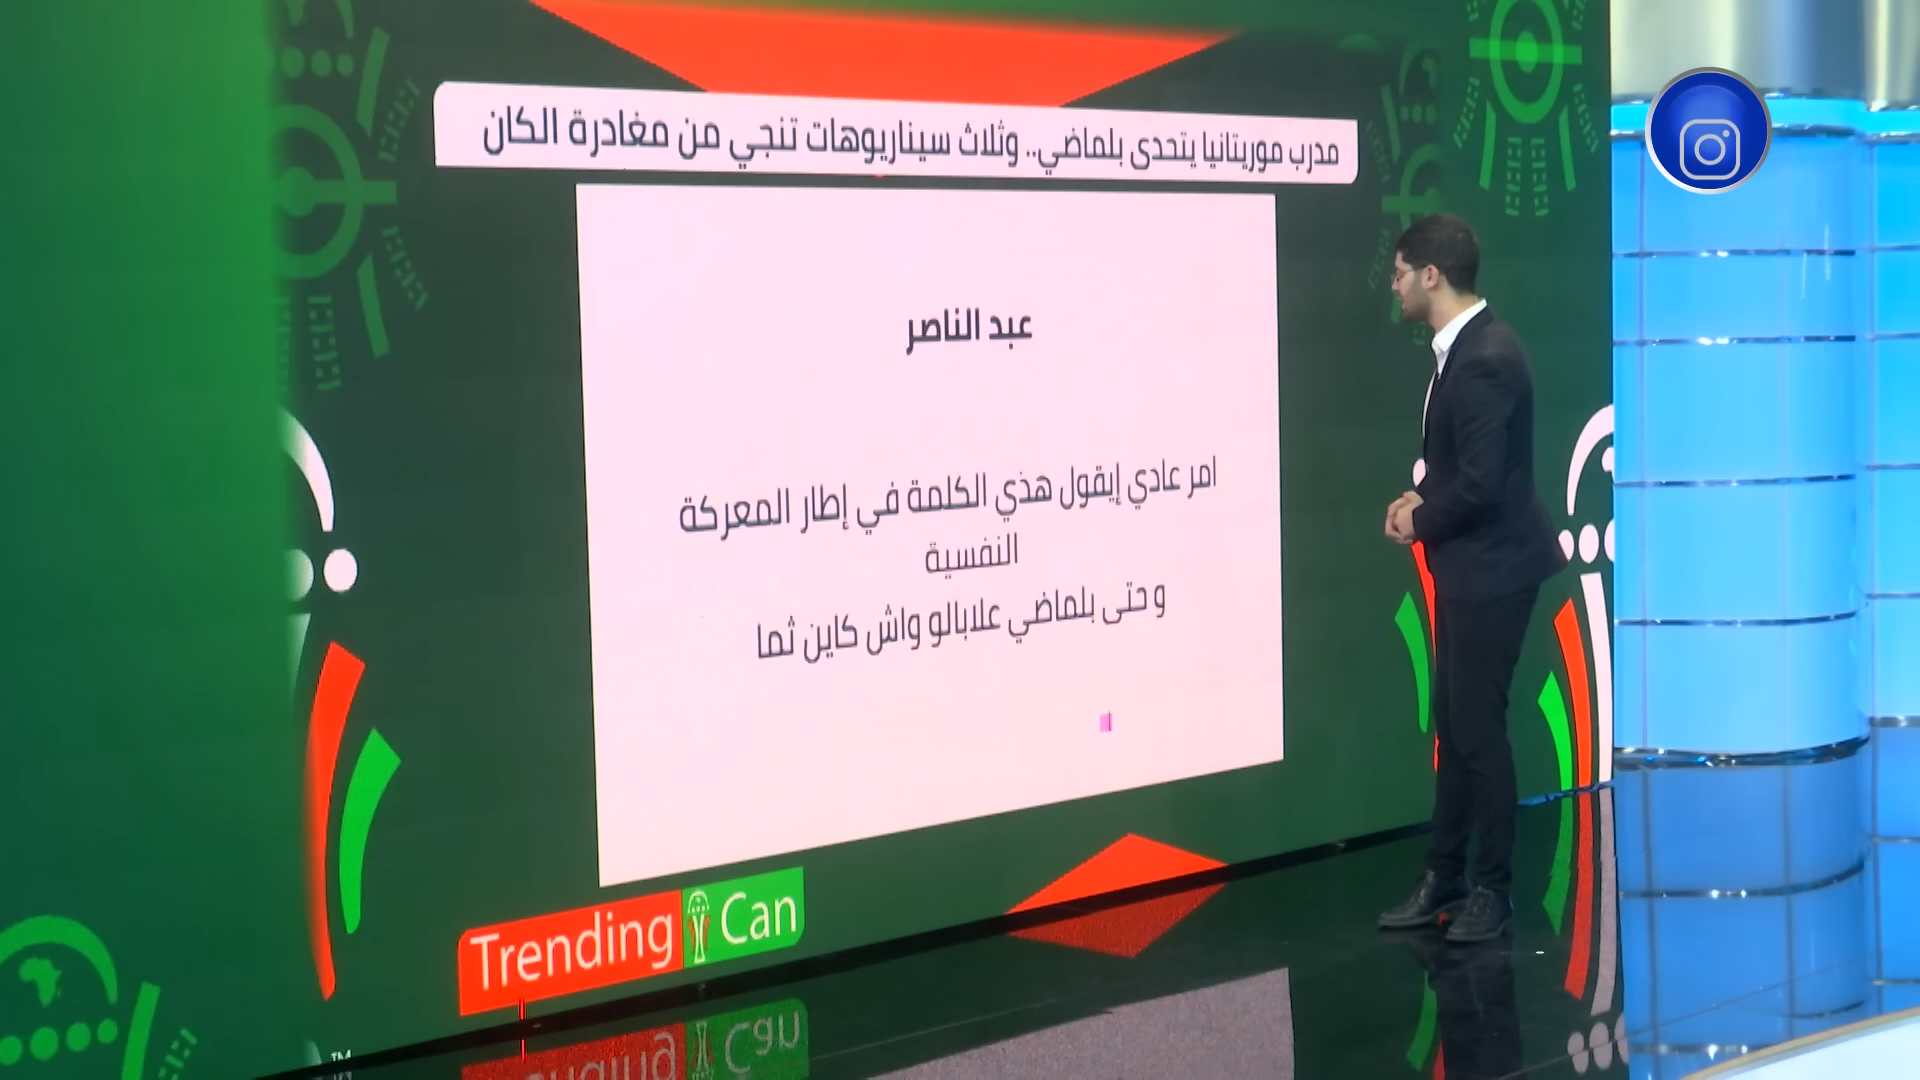 مدرب موريتانيا يتحدى بلماضي.. وثلاث سيناريوهات تنجي من مغادرة الكان
عبد الناصر
امر عادي إيقول هذي الكلمة في إطار المعركة
النفسية
و حتى بلماضي علابالو واش كاين ثما
Trending Can
TM